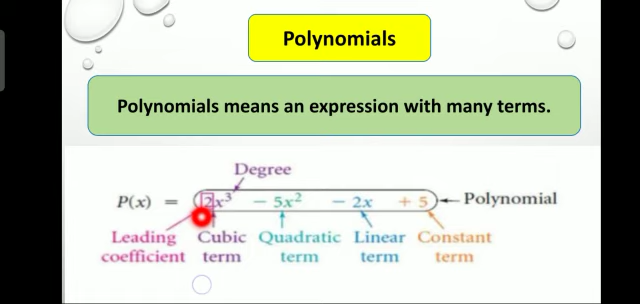 Polynomials
Polynomials means an expression with many terms.
Degree
P(x) = 2x³ − 5x² − 2x + 5 Polynomial
Leading coefficient
Cubic term
Quadratic term
Linear term
Constant term